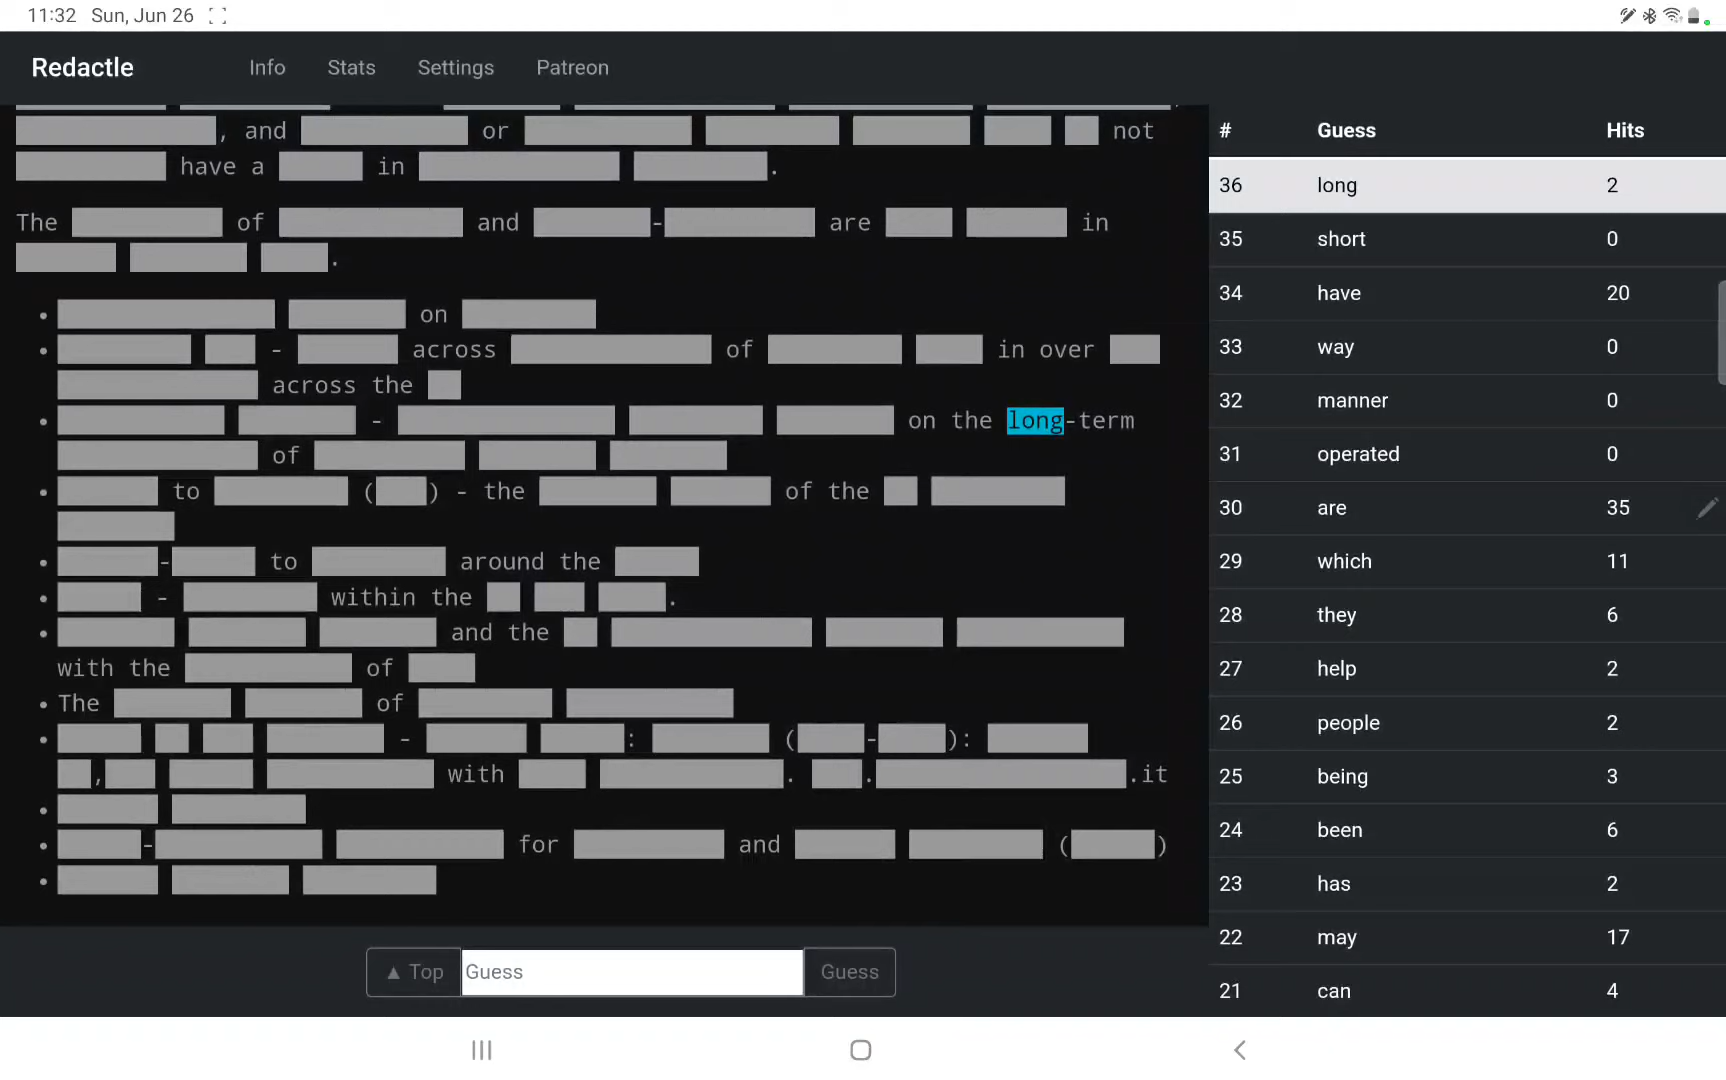 11:32 Sun, Jun 26
Redactle Info Stats Settings Patreon
.
, and or not
have a in .
The of and - are in
.
on
- across of in over
across the
- on the long-term
of
to ( ) - the of the
- to around the
- within the .
and the
with the of
The of
- : ( - ):
, with . . .it
- for and ( )
▲ Top Guess Guess
# Guess Hits
36 long 2
35 short 0
34 have 20
33 way 0
32 manner 0
31 operated 0
30 are 35
29 which 11
28 they 6
27 help 2
26 people 2
25 being 3
24 been 6
23 has 2
22 may 17
21 can 4